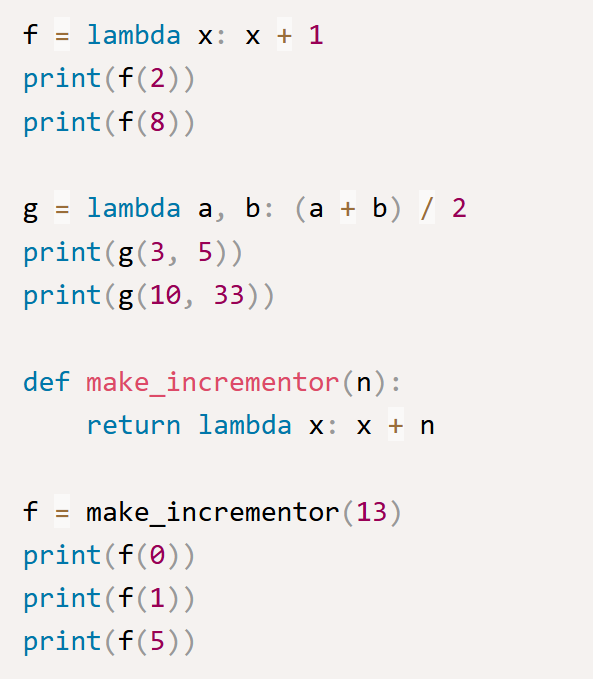 f = lambda x: x + 1
print(f(2))
print(f(8))

g = lambda a, b: (a + b) / 2
print(g(3, 5))
print(g(10, 33))

def make_incrementor(n):
    return lambda x: x + n

f = make_incrementor(13)
print(f(0))
print(f(1))
print(f(5))